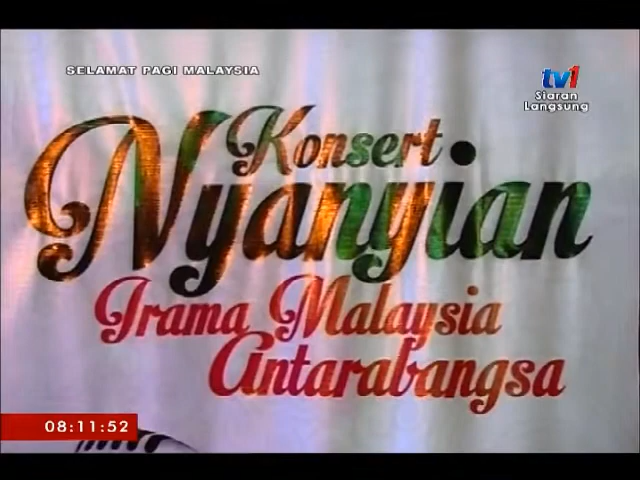 SELAMAT PAGI MALAYSIA
tv1
Siaran
Langsung
Konsert
Nyanyian
Irama Malaysia
Antarabangsa
08:11:52